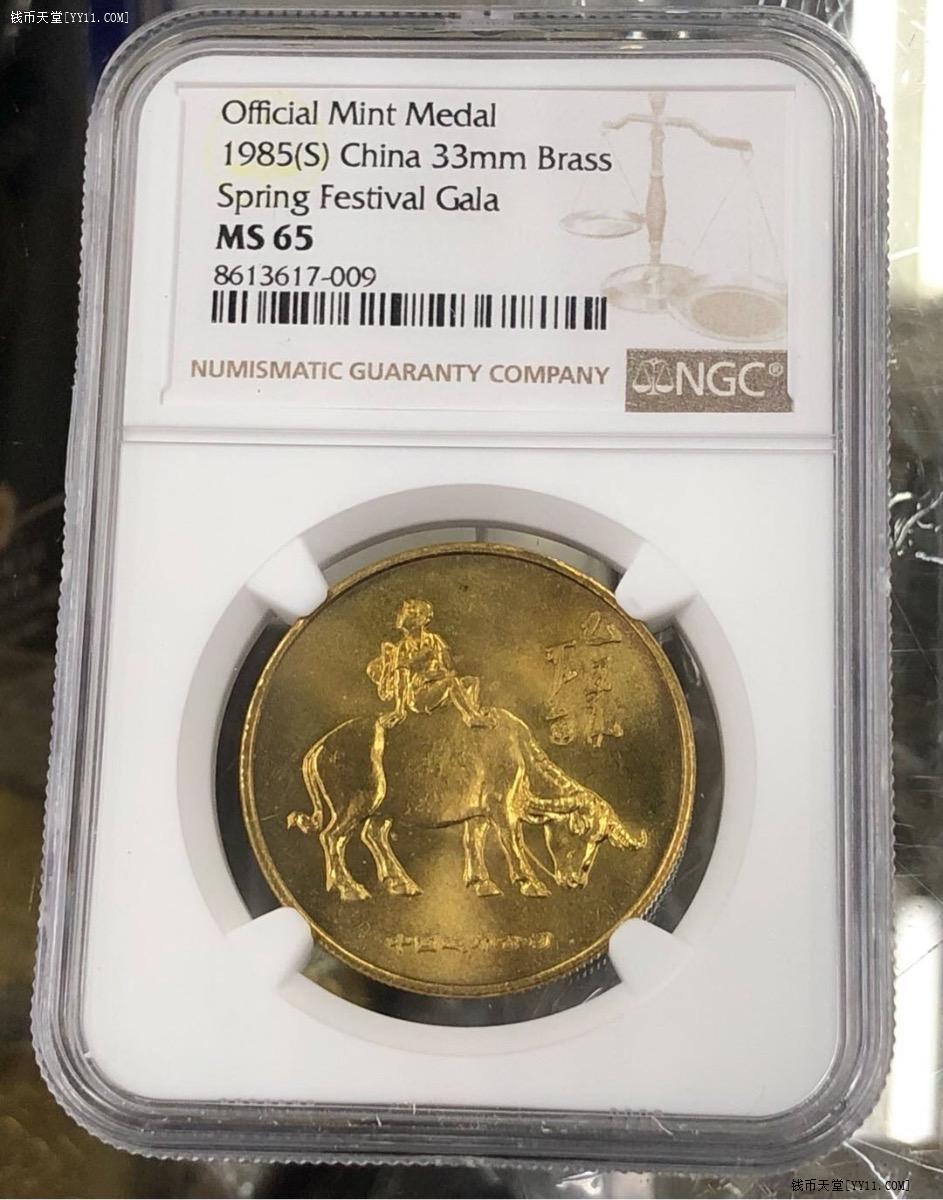 钱币天堂[YY11.COM]
Official Mint Medal
1985(S) China 33mm Brass
Spring Festival Gala
MS 65
8613617-009
NUMISMATIC GUARANTY COMPANY
NGC®
钱币天堂[YY11.COM]